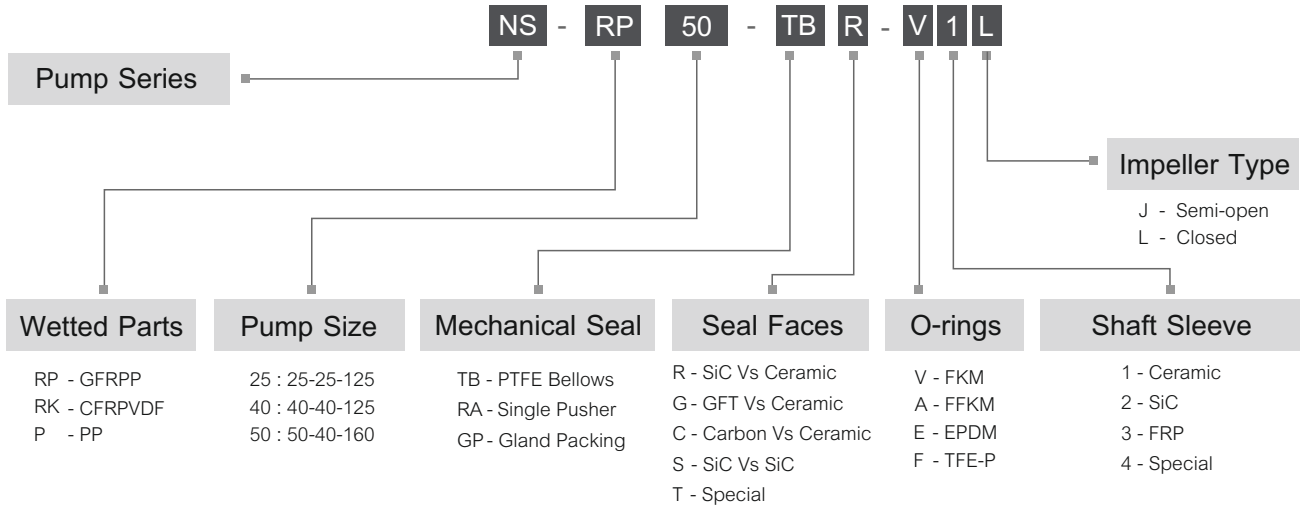 NS - RP 50 - TB R - V 1 L
Pump Series
Impeller Type
J - Semi-open
L - Closed
Wetted Parts
RP - GFRPP
RK - CFRPVDF
P - PP
Pump Size
25 : 25-25-125
40 : 40-40-125
50 : 50-40-160
Mechanical Seal
TB - PTFE Bellows
RA - Single Pusher
GP - Gland Packing
Seal Faces
R - SiC Vs Ceramic
G - GFT Vs Ceramic
C - Carbon Vs Ceramic
S - SiC Vs SiC
T - Special
O-rings
V - FKM
A - FFKM
E - EPDM
F - TFE-P
Shaft Sleeve
1 - Ceramic
2 - SiC
3 - FRP
4 - Special